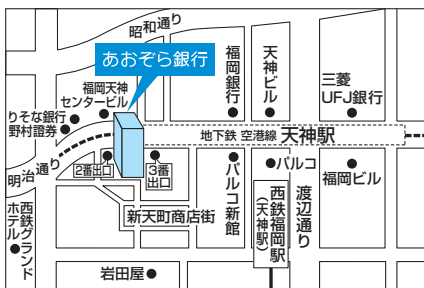 昭和通り
あおぞら銀行
福岡銀行
天神ビル
三菱
UFJ銀行
福岡天神
センタービル
りそな銀行
野村證券
地下鉄 空港線 天神駅
明治通り
2番出口
3番
出口
パルコ
福岡ビル
パルコ新館
西鉄福岡駅
（天神駅）
渡辺通り
新天町商店街
西鉄グランド
ホテル
岩田屋